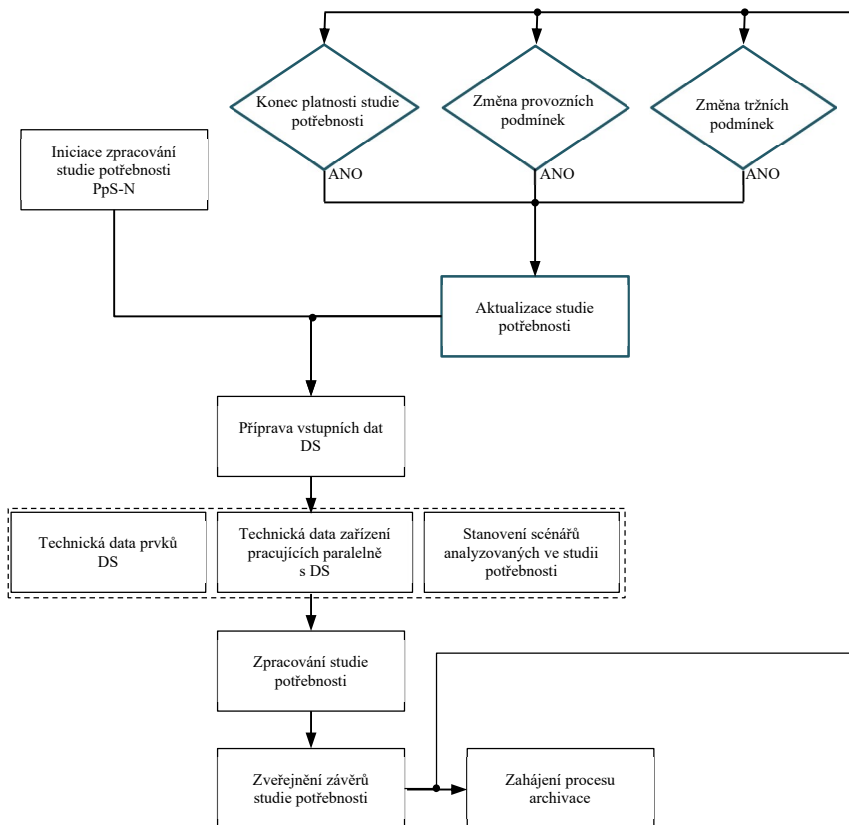 Konec platnosti studie
potřebnosti
Změna provozních
podmínek
Změna tržních
podmínek
ANO
ANO
ANO
Iniciace zpracování
studie potřebnosti
PpS-N
Aktualizace studie
potřebnosti
Příprava vstupních dat
DS
Technická data prvků
DS
Technická data zařízení
pracujících paralelně
s DS
Stanovení scénářů
analyzovaných ve studii
potřebnosti
Zpracování studie
potřebnosti
Zveřejnění závěrů
studie potřebnosti
Zahájení procesu
archivace